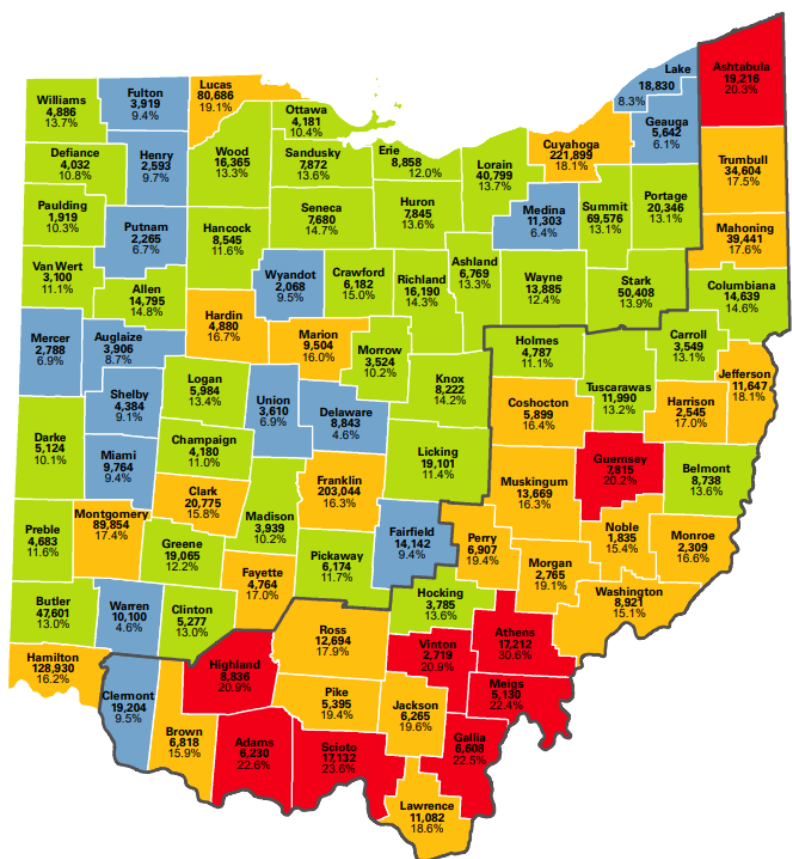 Williams
4,886
13.7%
Fulton
3,919
9.4%
Lucas
80,686
19.1%
Ottawa
4,181
10.4%
Lake
18,830
8.3%
Ashtabula
19,216
20.3%
Geauga
5,642
6.1%
Defiance
4,032
10.8%
Henry
2,593
9.7%
Wood
16,365
13.3%
Sandusky
7,872
13.6%
Erie
8,858
12.0%
Lorain
40,799
13.7%
Cuyahoga
221,899
18.1%
Trumbull
34,604
17.5%
Paulding
1,919
10.3%
Putnam
2,265
6.7%
Hancock
8,545
11.6%
Seneca
7,680
14.7%
Huron
7,845
13.6%
Medina
11,303
6.4%
Summit
69,576
13.1%
Portage
20,346
13.1%
Mahoning
39,441
17.6%
Van Wert
3,100
11.1%
Allen
14,795
14.8%
Wyandot
2,068
9.5%
Crawford
6,182
15.0%
Richland
16,190
14.3%
Ashland
6,769
13.3%
Wayne
13,885
12.4%
Stark
50,408
13.9%
Columbiana
14,639
14.6%
Mercer
2,788
6.9%
Auglaize
3,906
8.7%
Hardin
4,880
16.7%
Marion
9,504
16.0%
Morrow
3,524
10.2%
Holmes
4,787
11.1%
Carroll
3,549
13.1%
Jefferson
11,647
18.1%
Shelby
4,384
9.1%
Logan
5,984
13.4%
Union
3,610
6.9%
Delaware
8,843
4.6%
Knox
8,222
14.2%
Coshocton
5,899
16.4%
Tuscarawas
11,990
13.2%
Harrison
2,545
17.0%
Darke
5,124
10.1%
Miami
9,764
9.4%
Champaign
4,180
11.0%
Licking
19,101
11.4%
Muskingum
13,669
16.3%
Guernsey
7,815
20.2%
Belmont
8,738
13.6%
Clark
20,775
15.8%
Franklin
203,044
16.3%
Preble
4,683
11.6%
Montgomery
89,854
17.4%
Greene
19,065
12.2%
Madison
3,939
10.2%
Pickaway
6,174
11.7%
Fairfield
14,142
9.4%
Perry
6,907
19.4%
Morgan
2,765
19.1%
Noble
1,835
15.4%
Monroe
2,309
16.6%
Fayette
4,764
17.0%
Hocking
3,785
13.6%
Washington
8,921
15.1%
Butler
47,601
13.0%
Warren
10,100
4.6%
Clinton
5,277
13.0%
Ross
12,694
17.9%
Vinton
2,719
20.9%
Athens
17,212
30.6%
Hamilton
128,930
16.2%
Clermont
19,204
9.5%
Highland
8,836
20.9%
Pike
5,395
19.4%
Jackson
6,265
19.6%
Meigs
5,130
22.4%
Brown
6,818
15.9%
Adams
6,230
22.6%
Scioto
17,132
23.6%
Gallia
6,608
22.5%
Lawrence
11,082
18.6%